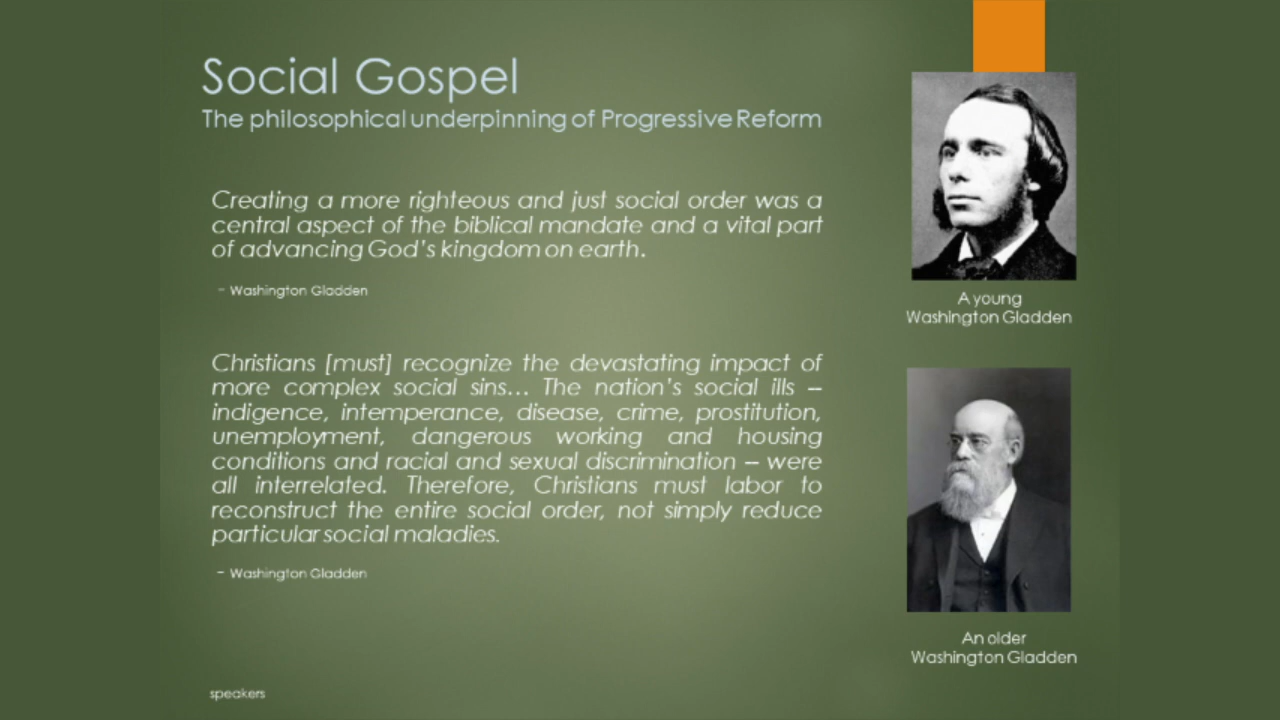 Social Gospel
The philosophical underpinning of Progressive Reform
Creating a more righteous and just social order was a
central aspect of the biblical mandate and a vital part
of advancing God's kingdom on earth.
– Washington Gladden
Christians [must] recognize the devastating impact of
more complex social sins... The nation's social ills –
indigence, intemperance, disease, crime, prostitution,
unemployment, dangerous working and housing
conditions and racial and sexual discrimination – were
all interrelated. Therefore, Christians must labor to
reconstruct the entire social order, not simply reduce
particular social maladies.
– Washington Gladden
A young
Washington Gladden
An older
Washington Gladden
speakers